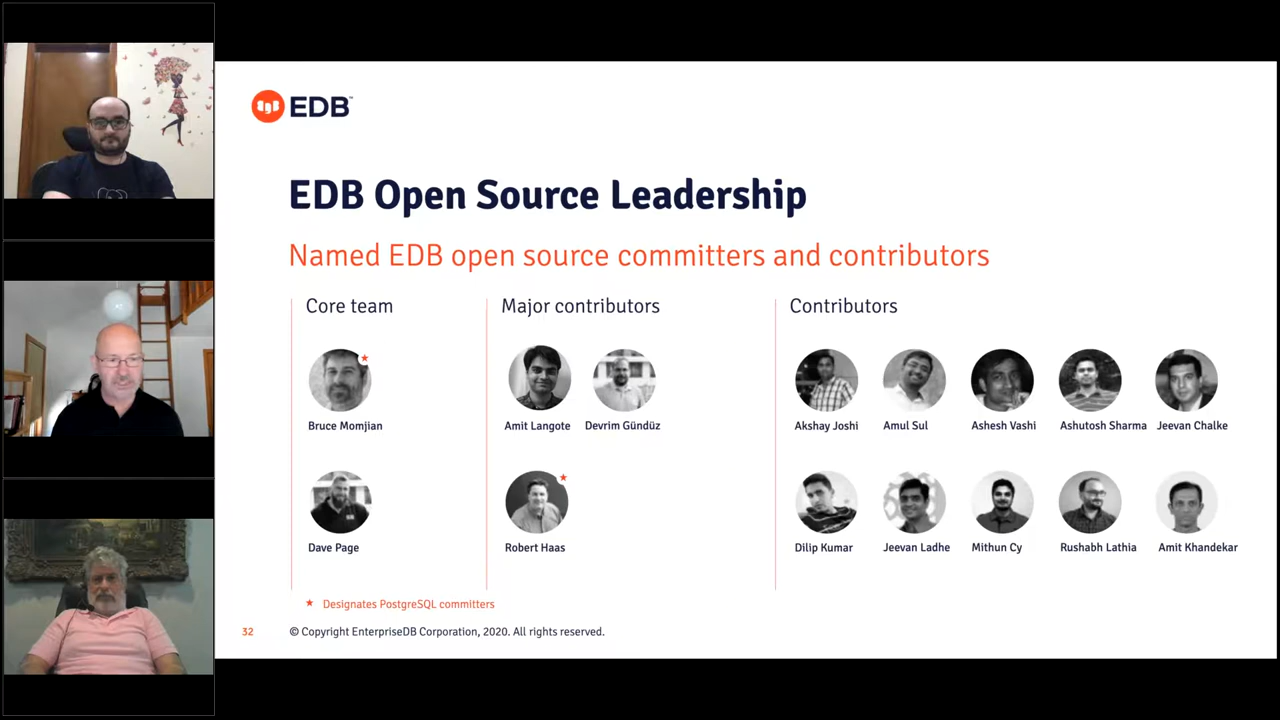 EDB™
EDB Open Source Leadership
Named EDB open source committers and contributors
Core team
Major contributors
Contributors
Bruce Momjian
Amit Langote
Devrim Gündüz
Akshay Joshi
Amul Sul
Ashesh Vashi
Ashutosh Sharma
Jeevan Chalke
Dave Page
Robert Haas
Dilip Kumar
Jeevan Ladhe
Mithun Cy
Rushabh Lathia
Amit Khandekar
★ Designates PostgreSQL committers
32
© Copyright EnterpriseDB Corporation, 2020. All rights reserved.